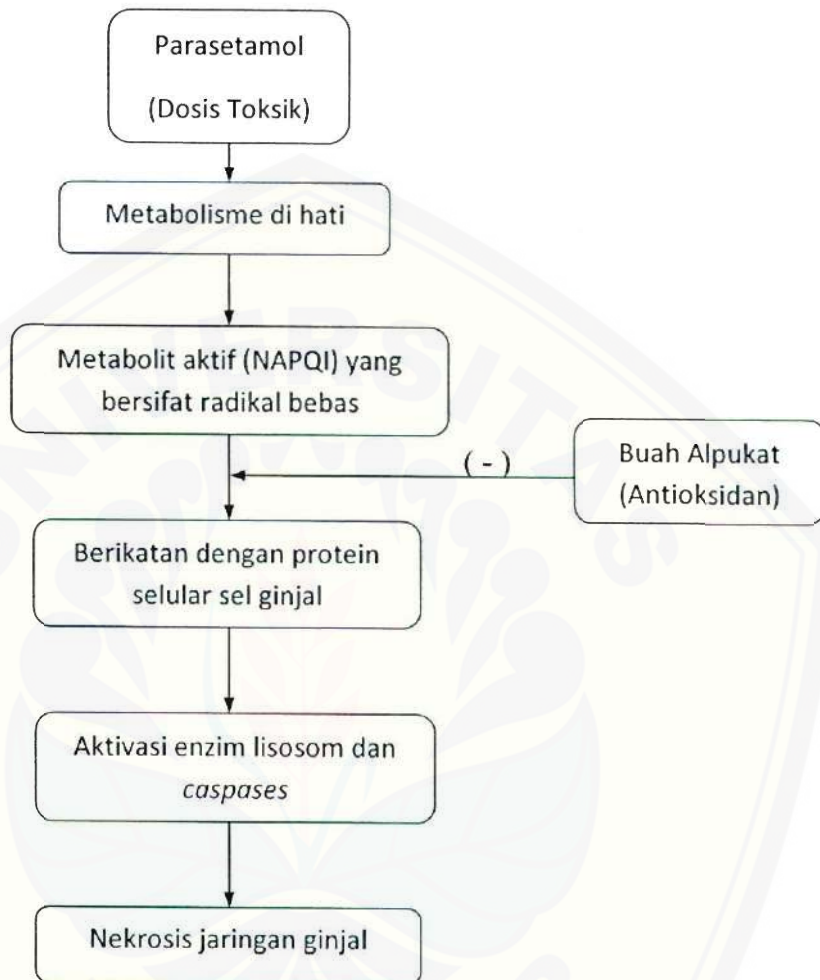 Parasetamol
(Dosis Toksik)
Metabolisme di hati
Metabolit aktif (NAPQI) yang
bersifat radikal bebas
( - )
Buah Alpukat
(Antioksidan)
Berikatan dengan protein
selular sel ginjal
Aktivasi enzim lisosom dan
caspases
Nekrosis jaringan ginjal
UNIVERSITAS